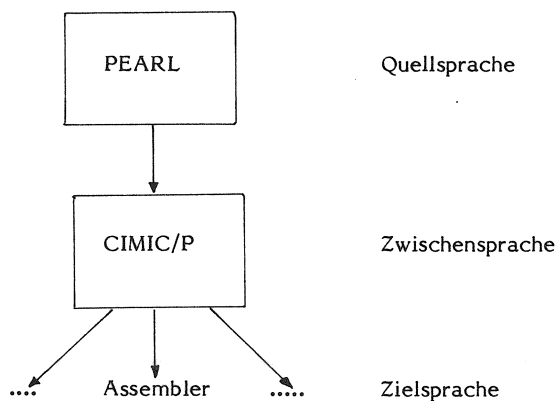 PEARL Quellsprache
CIMIC/P Zwischensprache
.... Assembler ..... Zielsprache